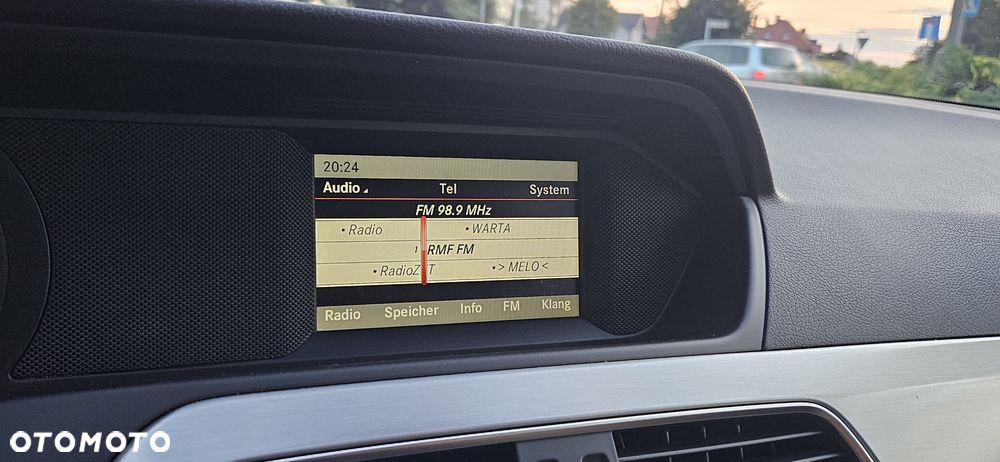 20:24
Audio Tel System
FM 98.9 MHz
• Radio • WARTA
1 RMF FM
• RadioZET • > MELO <
Radio Speicher Info FM Klang
OTOMOTO